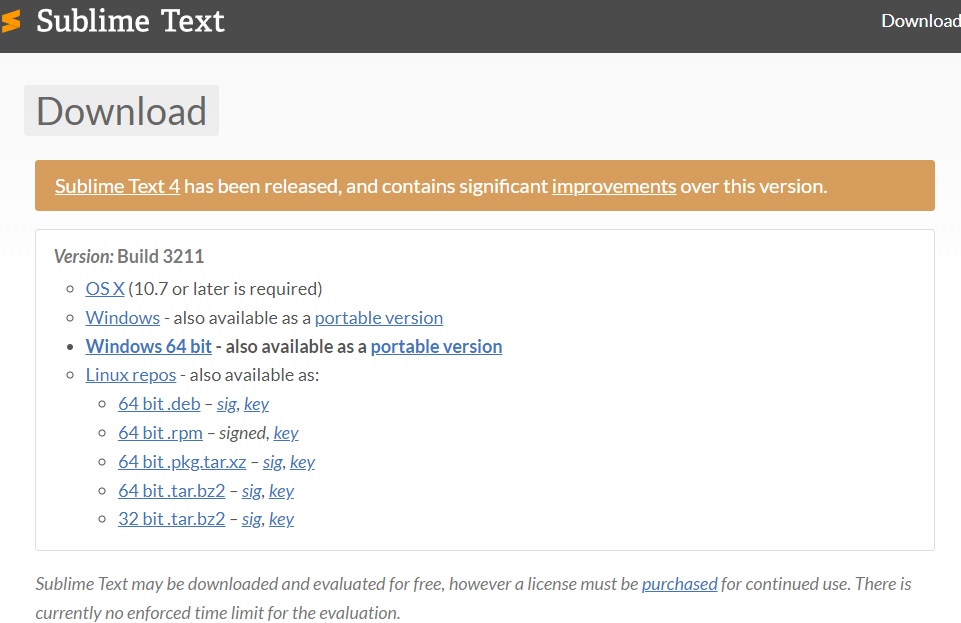 Sublime Text
Download
Download
Sublime Text 4 has been released, and contains significant improvements over this version.
Version: Build 3211
OS X (10.7 or later is required)
Windows - also available as a portable version
Windows 64 bit - also available as a portable version
Linux repos - also available as:
64 bit .deb – sig, key
64 bit .rpm – signed, key
64 bit .pkg.tar.xz – sig, key
64 bit .tar.bz2 – sig, key
32 bit .tar.bz2 – sig, key
Sublime Text may be downloaded and evaluated for free, however a license must be purchased for continued use. There is
currently no enforced time limit for the evaluation.